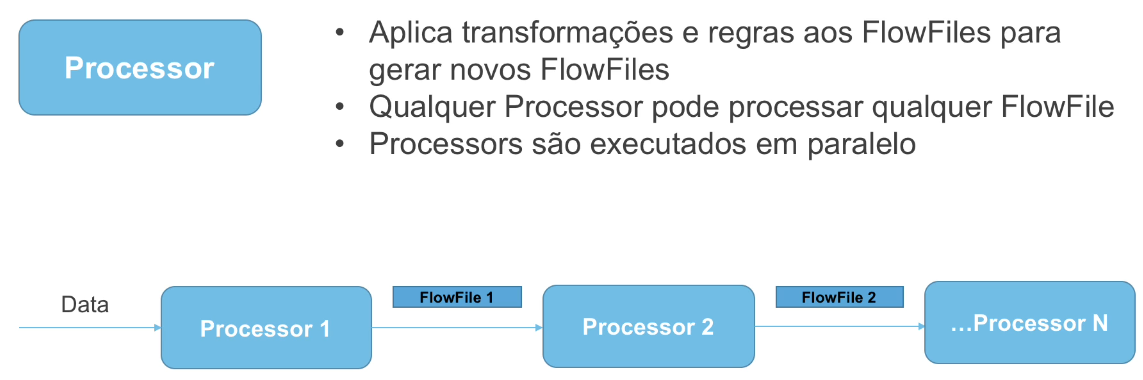 Processor
• Aplica transformações e regras aos FlowFiles para
gerar novos FlowFiles
• Qualquer Processor pode processar qualquer FlowFile
• Processors são executados em paralelo
Data
Processor 1
FlowFile 1
Processor 2
FlowFile 2
...Processor N